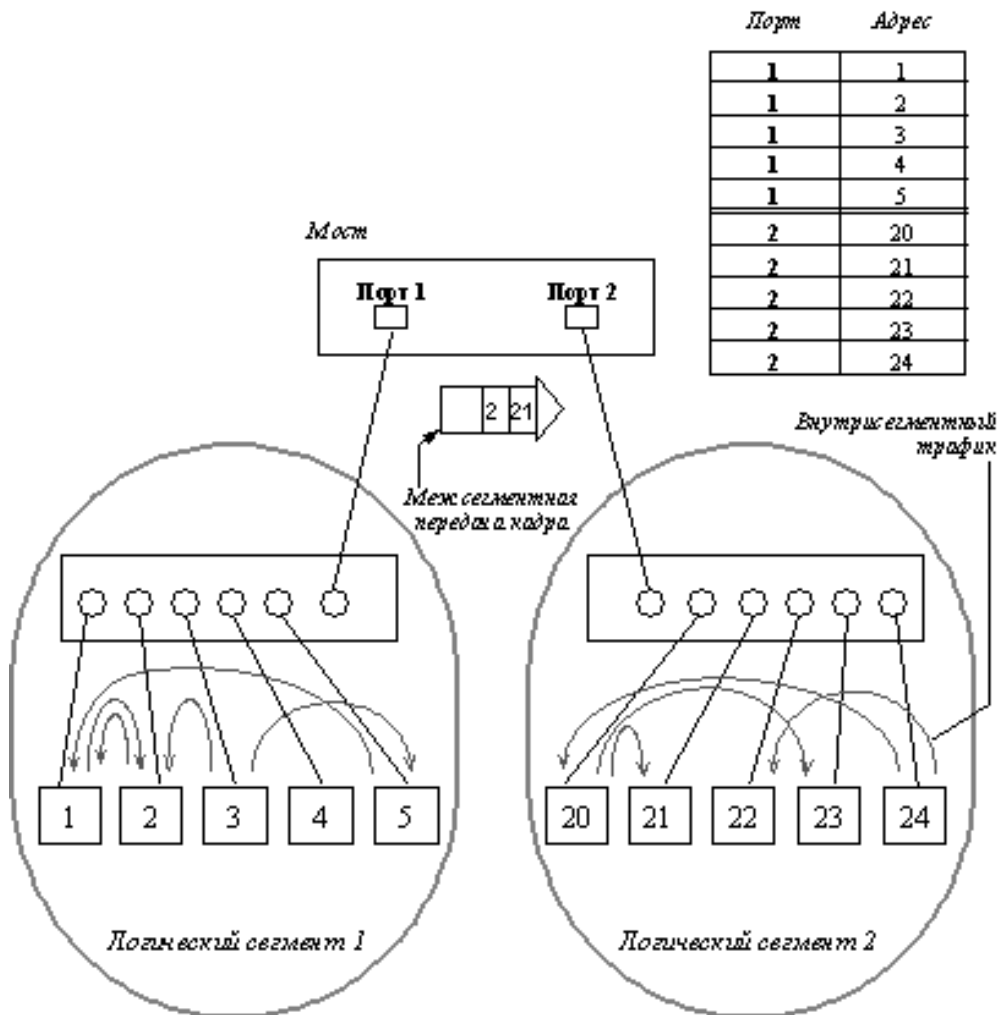 Порт Адрес
1 1
1 2
1 3
1 4
1 5
2 20
2 21
2 22
2 23
2 24
Мост
Порт 1 Порт 2
2 21
Внутрисегментный
трафик
Меж сегментная
передача кадра
1 2 3 4 5
20 21 22 23 24
Логический сегмент 1
Логический сегмент 2